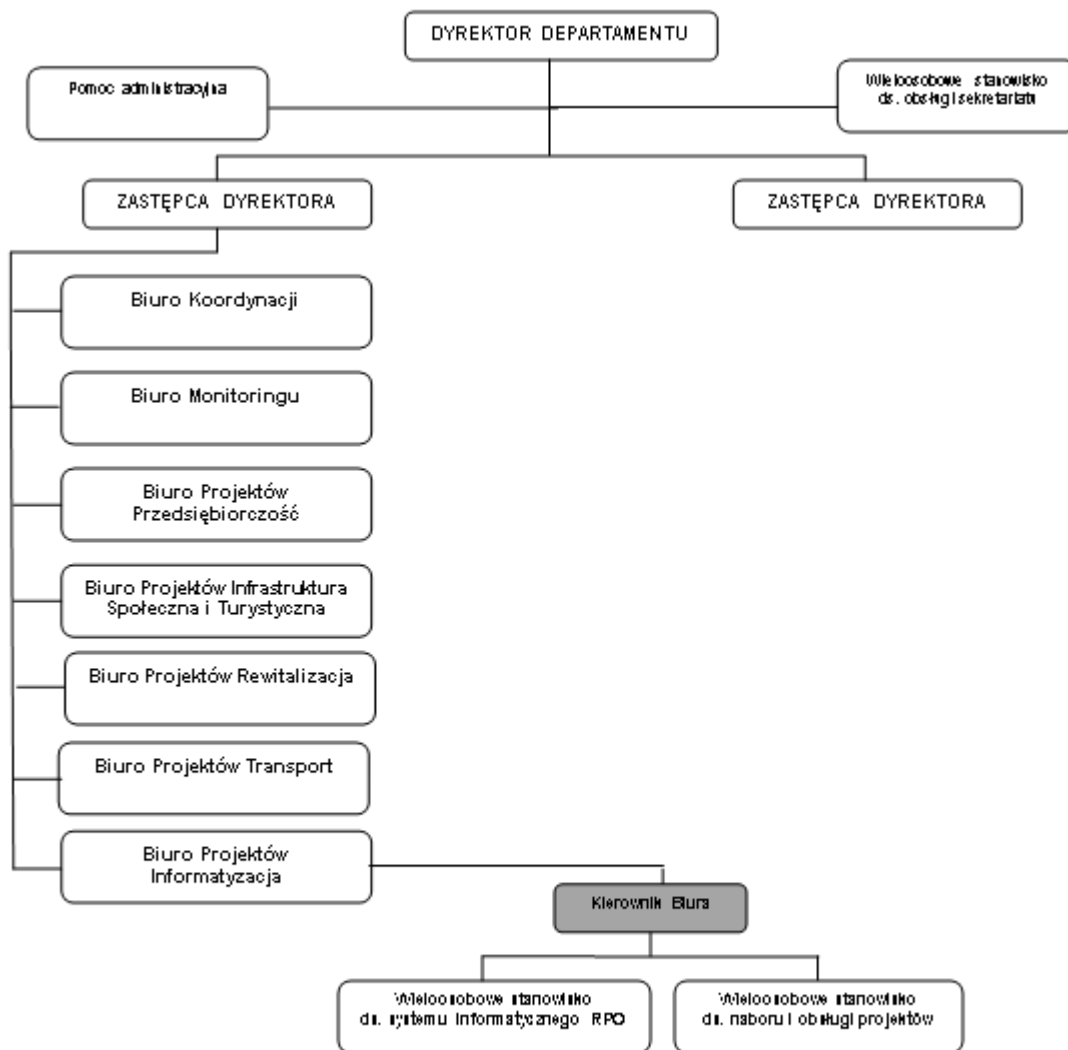 DYREKTOR DEPARTAMENTU
Pomoc administracyjna
Wieloosobowe stanowisko
ds. obsługi sekretariatu
ZASTĘPCA DYREKTORA
ZASTĘPCA DYREKTORA
Biuro Koordynacji
Biuro Monitoringu
Biuro Projektów
Przedsiębiorczość
Biuro Projektów Infrastruktura
Społeczna i Turystyczna
Biuro Projektów Rewitalizacja
Biuro Projektów Transport
Biuro Projektów
Informatyzacja
Kierownik Biura
Wieloosobowe stanowisko
ds. systemu informatycznego RPO
Wieloosobowe stanowisko
ds. naboru i obsługi projektów